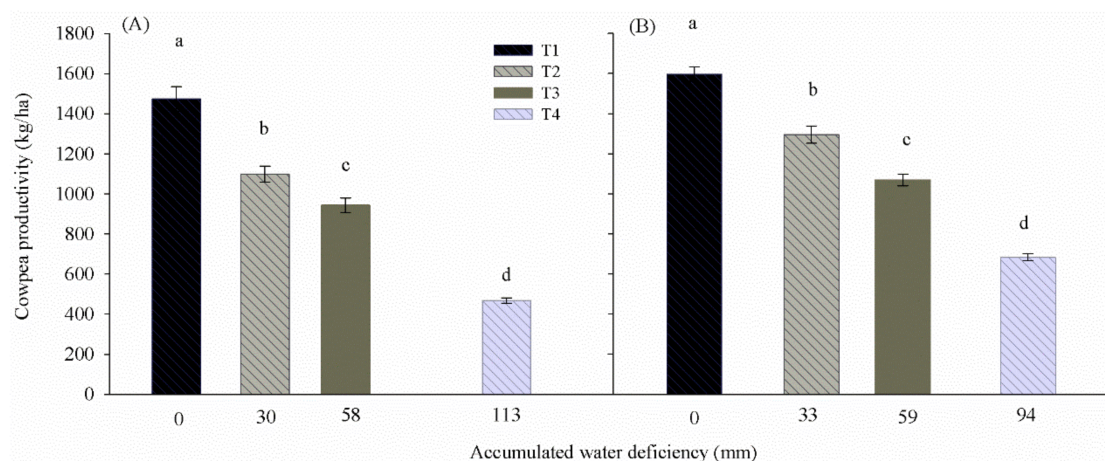 (A)
(B)
1800
1600
1400
1200
1000
800
600
400
200
0
Cowpea productivity (kg/ha)
a
b
c
d
T1
T2
T3
T4
a
b
c
d
0
30
58
113
0
33
59
94
Accumulated water deficiency (mm)